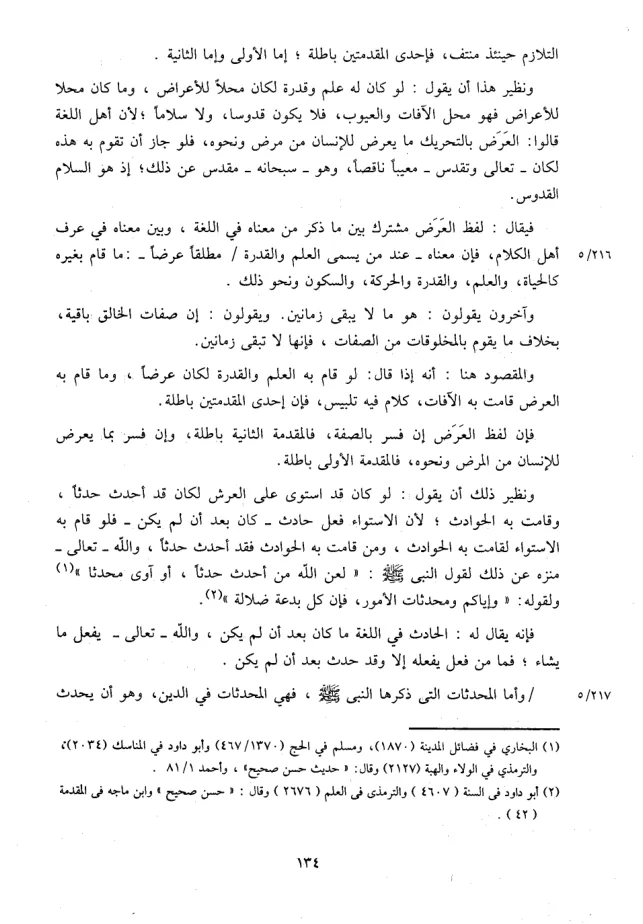 التلازم حينئذ منتف، فإحدى المقدمتين باطلة ؛ إما الأولى وإما الثانية .
ونظير هذا أن يقول : لو كان له علم وقدرة لكان محلاً للأعراض ، وما كان محلا
للأعراض فهو محل الآفات والعيوب، فلا يكون قدوسا، ولا سلاماً ؛لأن أهل اللغة
قالوا: العَرَض بالتحريك ما يعرض للإنسان من مرض ونحوه، فلو جاز أن تقوم به هذه
لكان ـ تعالى وتقدس ـ معيباً ناقصاً، وهو ـ سبحانه ـ مقدس عن ذلك؛ إذ هو السلام
القدوس.
فيقال : لفظ العَرَض مشترك بين ما ذكر من معناه في اللغة ، وبين معناه في عرف
٥/٢١٦ أهل الكلام، فإن معناه ـ عند من يسمى العلم والقدرة / مطلقاً عرضاً ـ :ما قام بغيره
كالحياة، والعلم، والقدرة والحركة، والسكون ونحو ذلك .
وآخرون يقولون : هو ما لا يبقى زمانين. ويقولون : إن صفات الخالق باقية،
بخلاف ما يقوم بالمخلوقات من الصفات ، فإنها لا تبقى زمانين.
والمقصود هنا : أنه إذا قال: لو قام به العلم والقدرة لكان عرضاً ، وما قام به
العرض قامت به الآفات، كلام فيه تلبيس، فإن إحدى المقدمتين باطلة.
فإن لفظ العَرَض إن فسر بالصفة، فالمقدمة الثانية باطلة، وإن فسر بما يعرض
للإنسان من المرض ونحوه، فالمقدمة الأولى باطلة.
ونظير ذلك أن يقول : لو كان قد استوى على العرش لكان قد أحدث حدثاً ،
وقامت به الحوادث ؛ لأن الاستواء فعل حادث ـ كان بعد أن لم يكن ـ فلو قام به
الاستواء لقامت به الحوادث ، ومن قامت به الحوادث فقد أحدث حدثاً ، والله ـ تعالى ـ
منزه عن ذلك لقول النبي ﷺ : « لعن الله من أحدث حدثاً ، أو آوى محدثا »(١)
ولقوله: « وإياكم ومحدثات الأمور، فإن كل بدعة ضلالة »(٢).
فإنه يقال له : الحادث في اللغة ما كان بعد أن لم يكن ، والله ـ تعالى ـ يفعل ما
يشاء ؛ فما من فعل يفعله إلا وقد حدث بعد أن لم يكن .
٥/٢١٧ / وأما المحدثات التى ذكرها النبى ﷺ ، فهي المحدثات في الدين، وهو أن يحدث
(١) البخاري في فضائل المدينة (١٨٧٠)، ومسلم في الحج (٤٦٧/١٣٧٠) وأبو داود في المناسك (٢٠٣٤)،
والترمذي في الولاء والهبة (٢١٢٧) وقال: « حديث حسن صحيح» ، وأحمد ٨١/١ .
(٢) أبو داود فى السنة ( ٤٦٠٧ ) والترمذى فى العلم ( ٢٦٧٦ ) وقال : « حسن صحيح » وابن ماجه فى المقدمة
( ٤٢ ) .
١٣٤